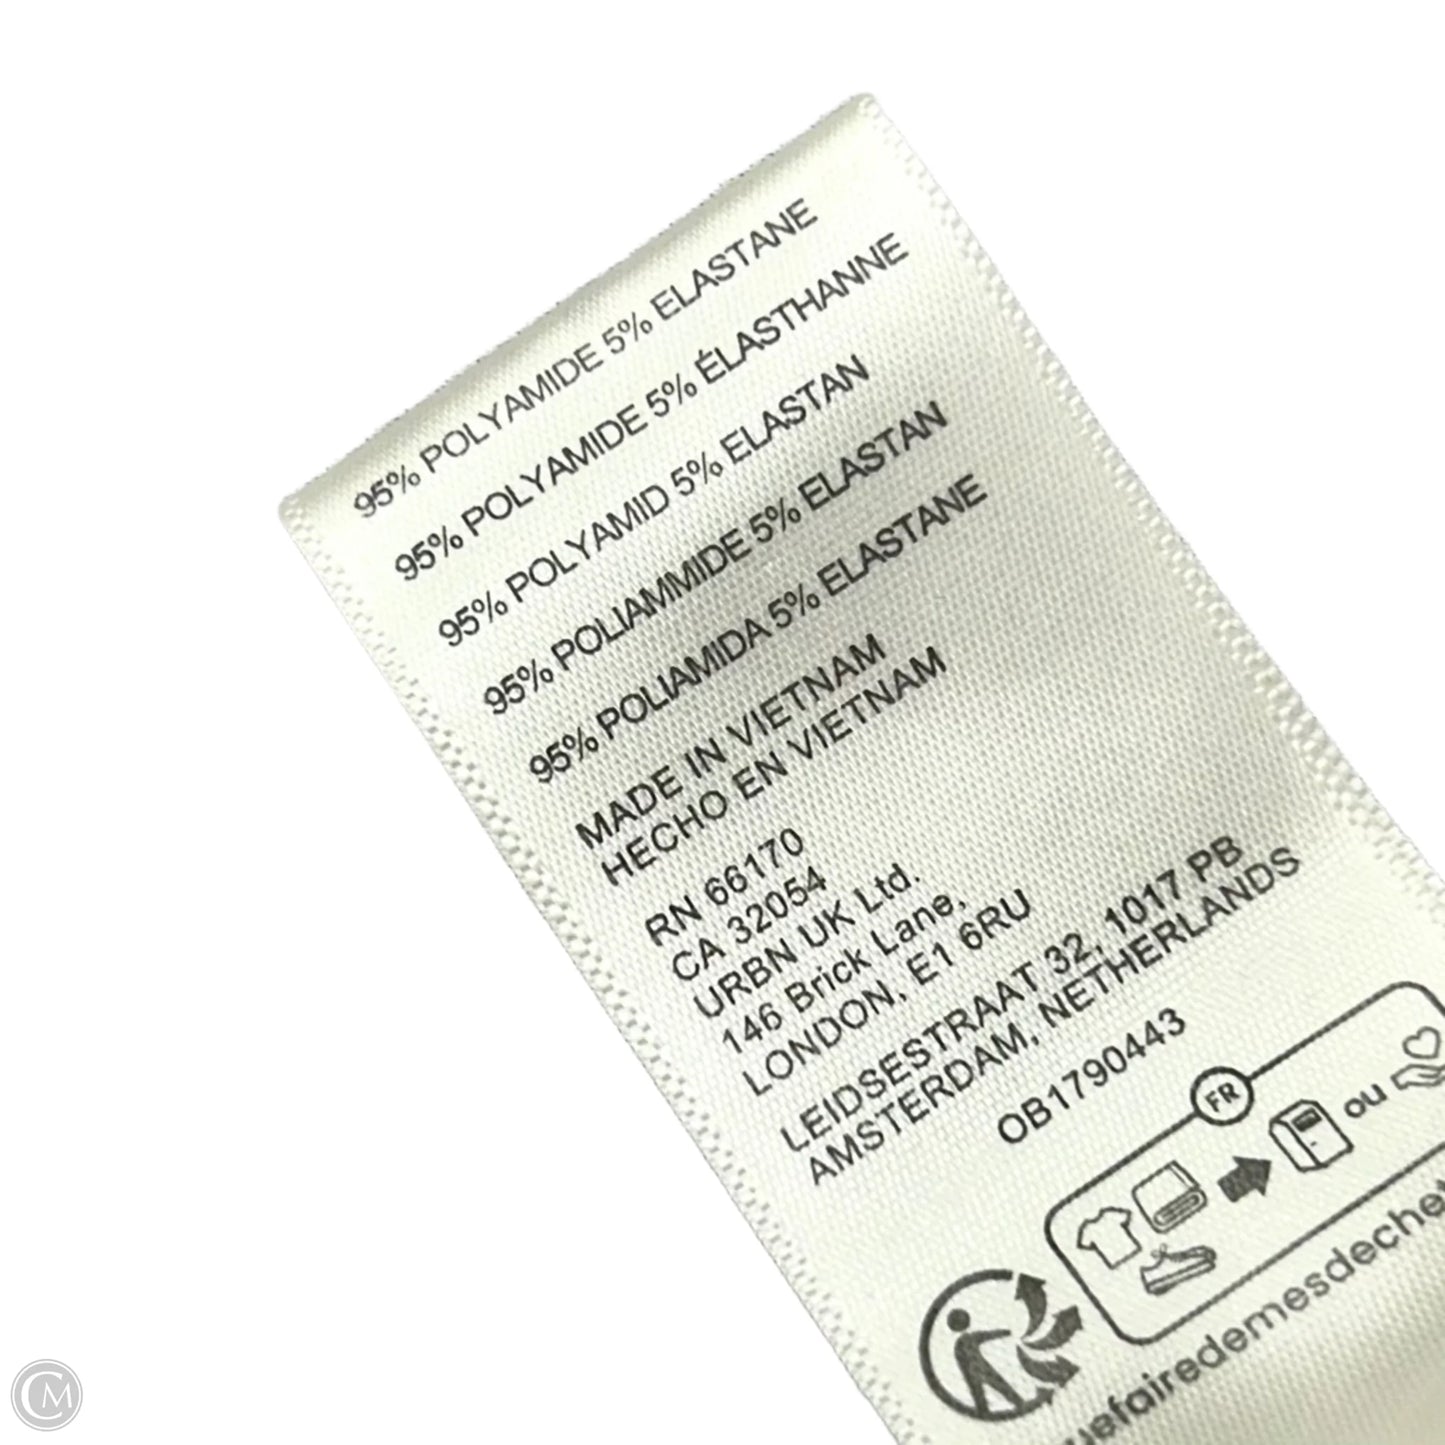 95% POLYAMIDE 5% ELASTANE
95% POLYAMIDE 5% ÉLASTHANNE
95% POLYAMID 5% ELASTAN
95% POLIAMMIDE 5% ELASTAN
95% POLIAMIDA 5% ELASTANE
MADE IN VIETNAM
HECHO EN VIETNAM
RN 66170
CA 32054
URBN UK Ltd.
146 Brick Lane,
LONDON, E1 6RU
LEIDSESTRAAT 32, 1017 PB
AMSTERDAM, NETHERLANDS
OB1790443
FR
ou
uefairedemesdeche
CM